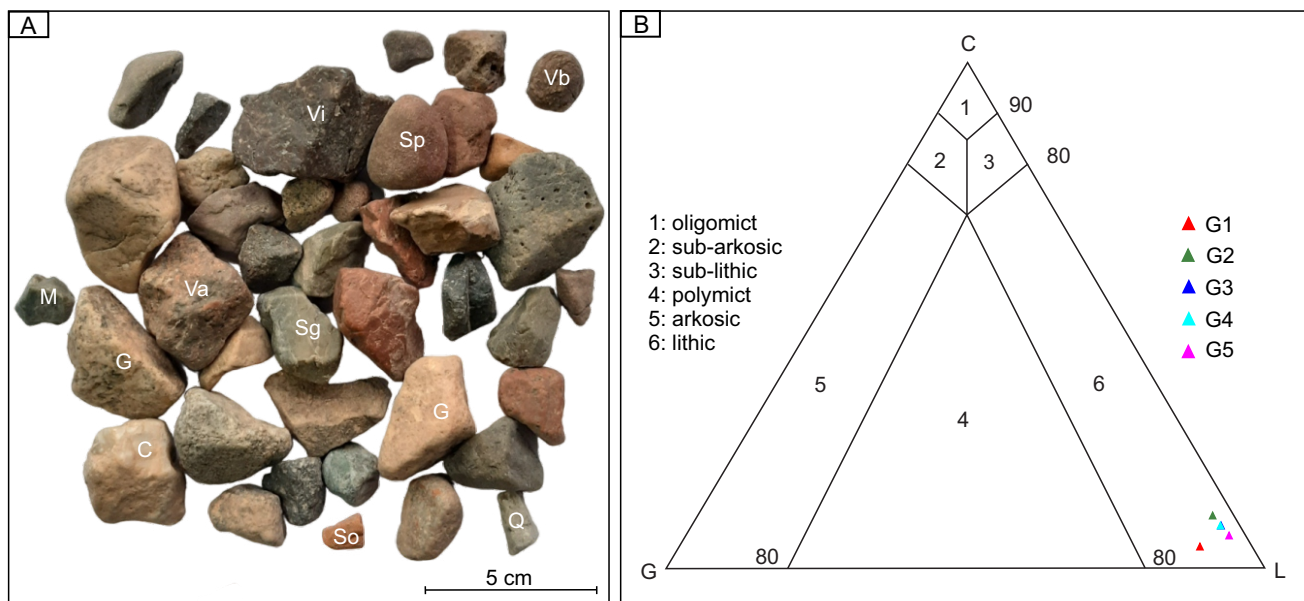 A
Vb
Vi
Sp
M
Va
Sg
G
G
C
Q
So
5 cm
B
C
1
90
2
3
80
1: oligomict
2: sub-arkosic
3: sub-lithic
4: polymict
5: arkosic
6: lithic
G1
G2
G3
G4
G5
5
6
4
80
80
G
L